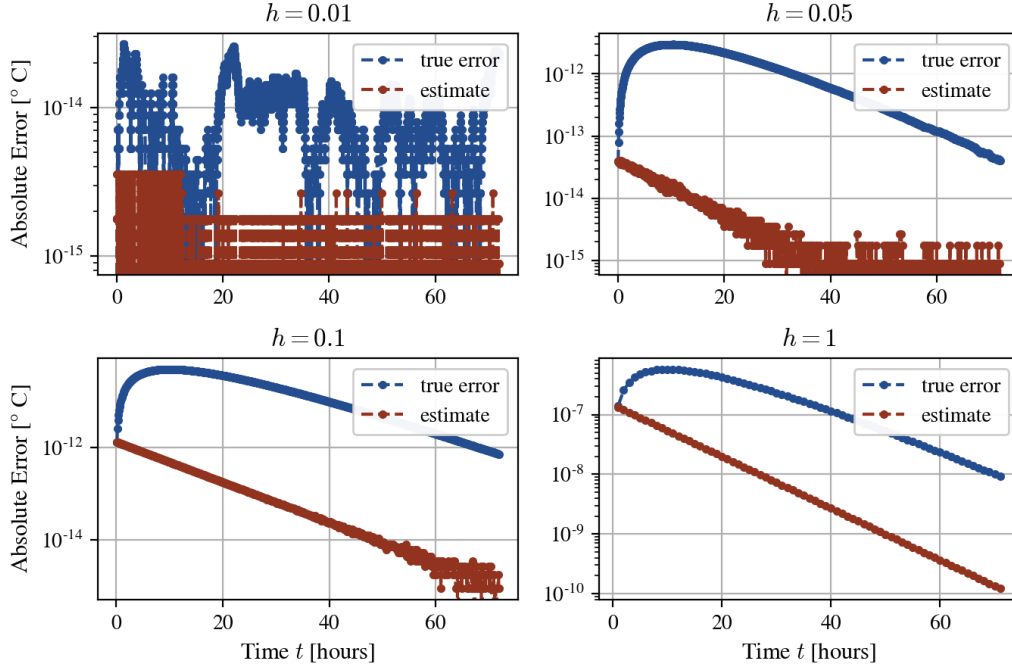 h = 0.01
Absolute Error [° C]
10⁻¹⁴
10⁻¹⁵
0 20 40 60
true error
estimate
h = 0.05
10⁻¹²
10⁻¹³
10⁻¹⁴
10⁻¹⁵
0 20 40 60
true error
estimate
h = 0.1
Absolute Error [° C]
10⁻¹²
10⁻¹⁴
0 20 40 60
Time t [hours]
true error
estimate
h = 1
10⁻⁷
10⁻⁸
10⁻⁹
10⁻¹⁰
0 20 40 60
Time t [hours]
true error
estimate